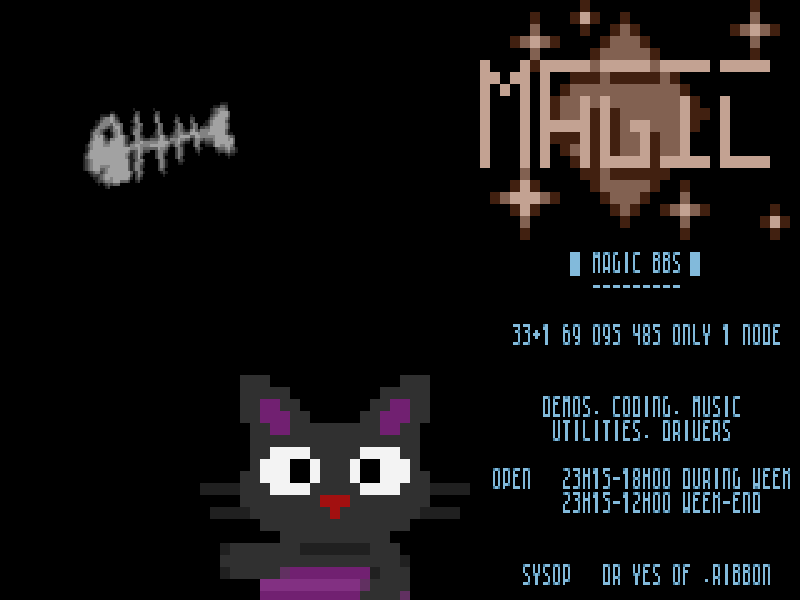 MAGIC
MAGIC BBS
---------
33+1 69 095 485 ONLY 1 NODE
DEMOS. CODING. MUSIC
UTILITIES. DRIVERS
OPEN 23H15-18H00 DURING WEEK
23H15-12H00 WEEK-END
SYSOP DR YES OF .RIBBON